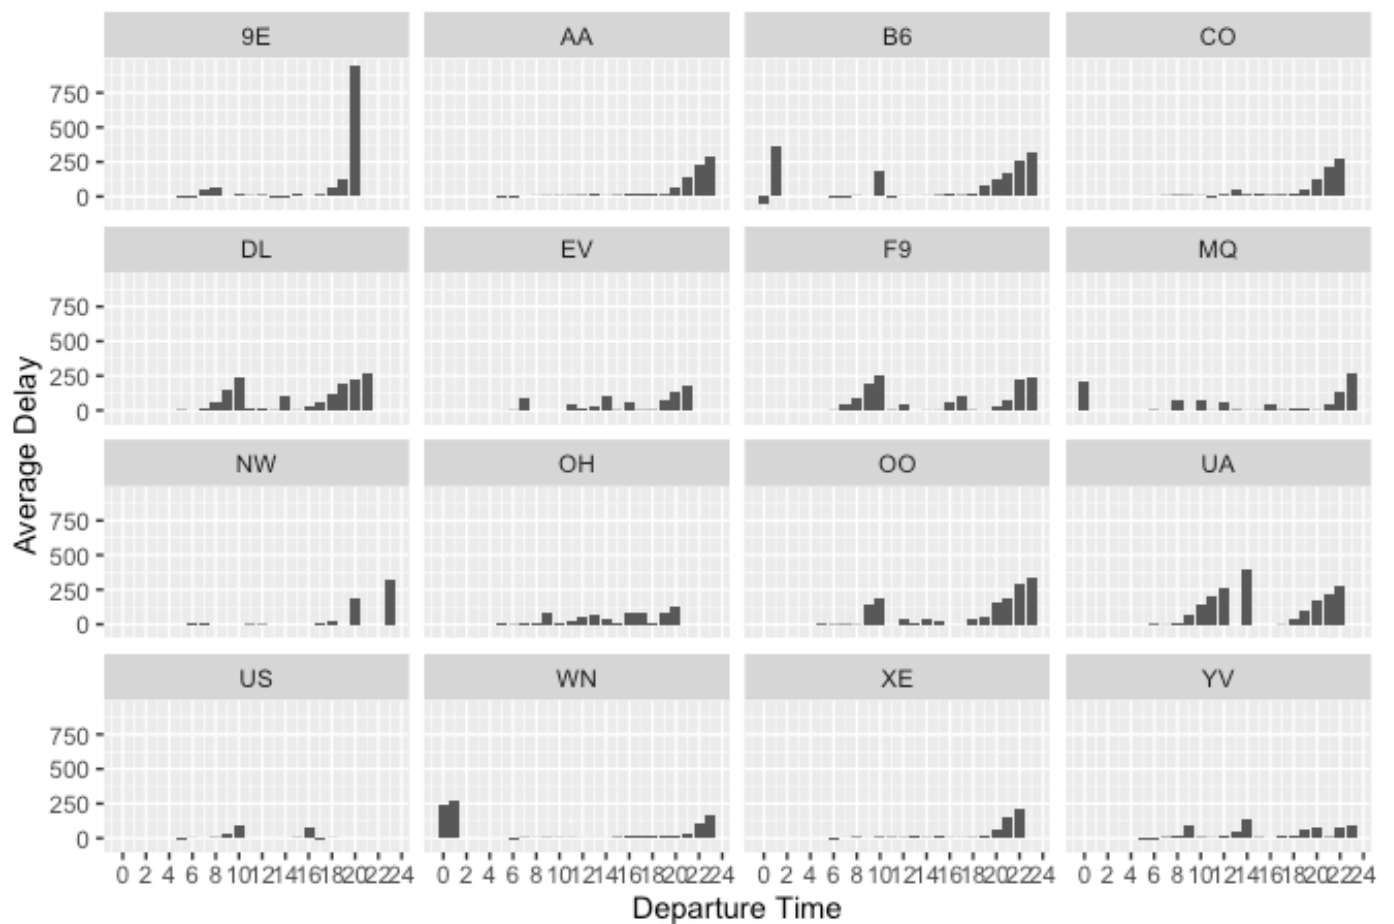 9E AA B6 CO
750
500
250
0
DL EV F9 MQ
750
500
250
0
Average Delay
NW OH OO UA
750
500
250
0
US WN XE YV
750
500
250
0
0 2 4 6 8 10 12 14 16 18 20 22 24 0 2 4 6 8 10 12 14 16 18 20 22 24 0 2 4 6 8 10 12 14 16 18 20 22 24 0 2 4 6 8 10 12 14 16 18 20 22 24
Departure Time